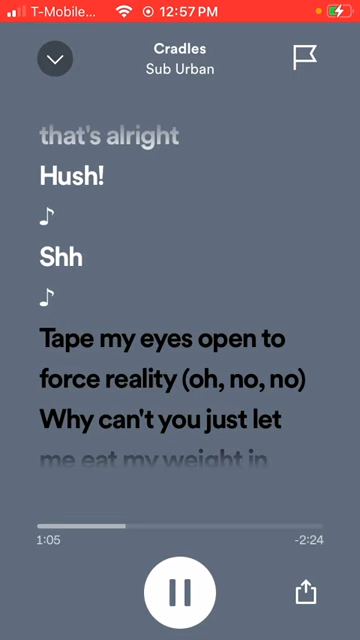 T-Mobile... 12:57 PM
Cradles
Sub Urban
that's alright
Hush!
♪
Shh
♪
Tape my eyes open to
force reality (oh, no, no)
Why can't you just let
me eat my weight in
1:05 -2:24